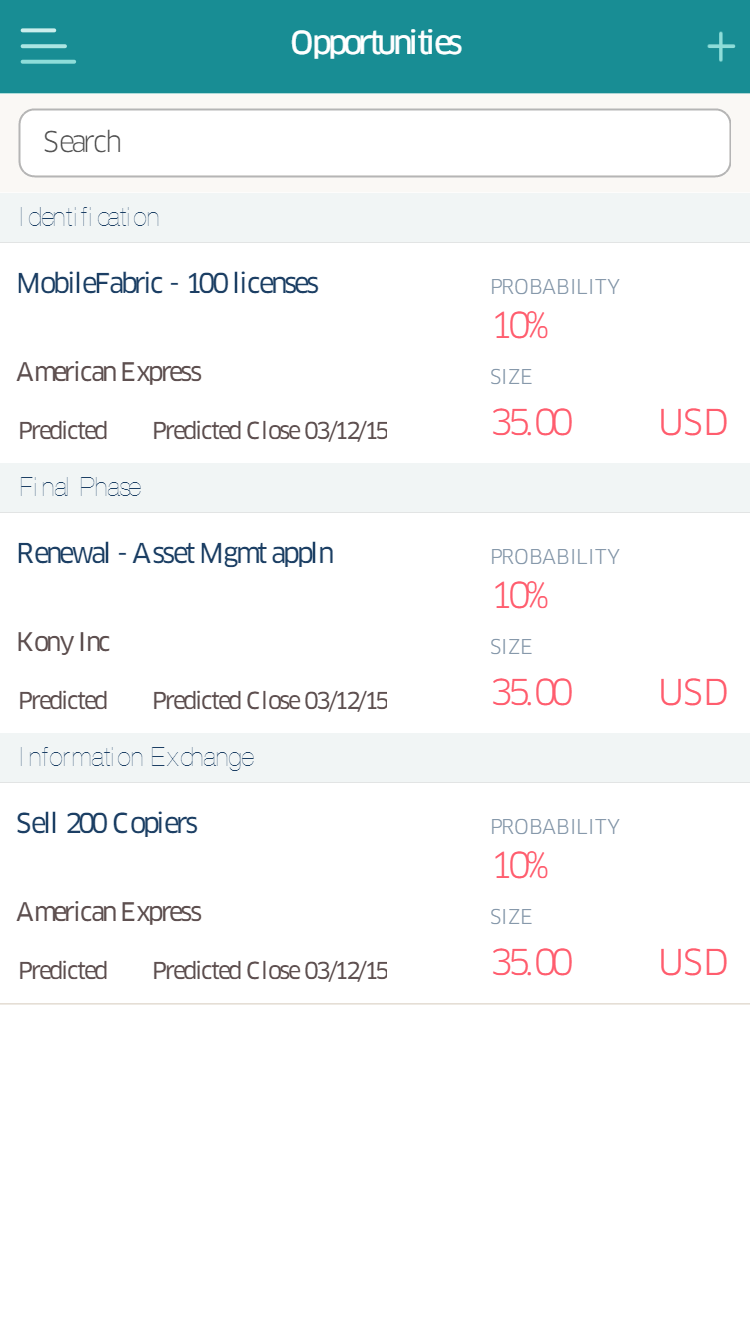 Opportunities
Search
Identification
MobileFabric - 100 licenses
PROBABILITY
10%
American Express
SIZE
Predicted Predicted Close 03/12/15
35.00 USD
Final Phase
Renewal - Asset Mgmt appln
PROBABILITY
10%
Kony Inc
SIZE
Predicted Predicted Close 03/12/15
35.00 USD
Information Exchange
Sell 200 Copiers
PROBABILITY
10%
American Express
SIZE
Predicted Predicted Close 03/12/15
35.00 USD